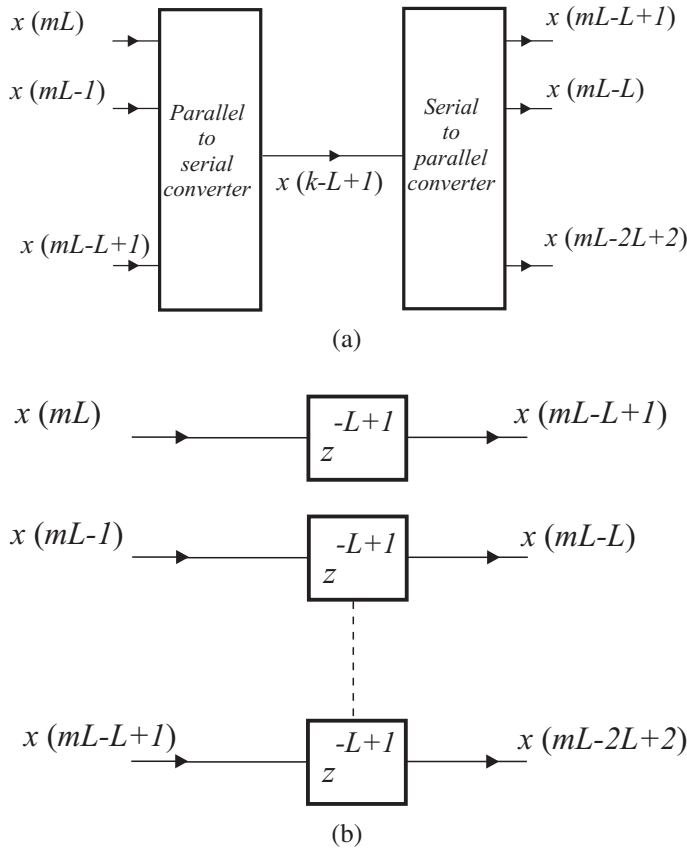 x (mL)
x (mL-1)
x (mL-L+1)
Parallel
to
serial
converter
x (k-L+1)
Serial
to
parallel
converter
x (mL-L+1)
x (mL-L)
x (mL-2L+2)
(a)
x (mL)
z^-L+1
x (mL-L+1)
x (mL-1)
z^-L+1
x (mL-L)
x (mL-L+1)
z^-L+1
x (mL-2L+2)
(b)